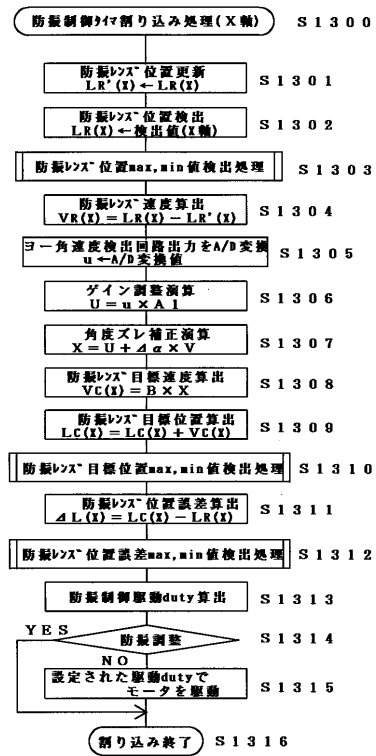 防振制御ﾀｲﾏ割り込み処理(X軸) S1300
防振ﾚﾝｽﾞ位置更新 S1301
LR'(X)←LR(X)
防振ﾚﾝｽﾞ位置検出 S1302
LR(X)←検出値(X軸)
防振ﾚﾝｽﾞ位置max,min値検出処理 S1303
防振ﾚﾝｽﾞ速度算出 S1304
VR(X)=LR(X)-LR'(X)
ヨー角速度検出回路出力をA/D変換 S1305
u←A/D変換値
ゲイン調整演算 S1306
U=u×A1
角度ズレ補正演算 S1307
X=U+Δα×V
防振ﾚﾝｽﾞ目標速度算出 S1308
VC(X)=B×X
防振ﾚﾝｽﾞ目標位置算出 S1309
LC(X)=LC(X)+VC(X)
防振ﾚﾝｽﾞ目標位置max,min値検出処理 S1310
防振ﾚﾝｽﾞ位置誤差算出 S1311
ΔL(X)=LC(X)-LR(X)
防振ﾚﾝｽﾞ位置誤差max,min値検出処理 S1312
防振制御駆動duty算出 S1313
YES
防振調整 S1314
NO
設定された駆動dutyで S1315
モータを駆動
割り込み終了 S1316